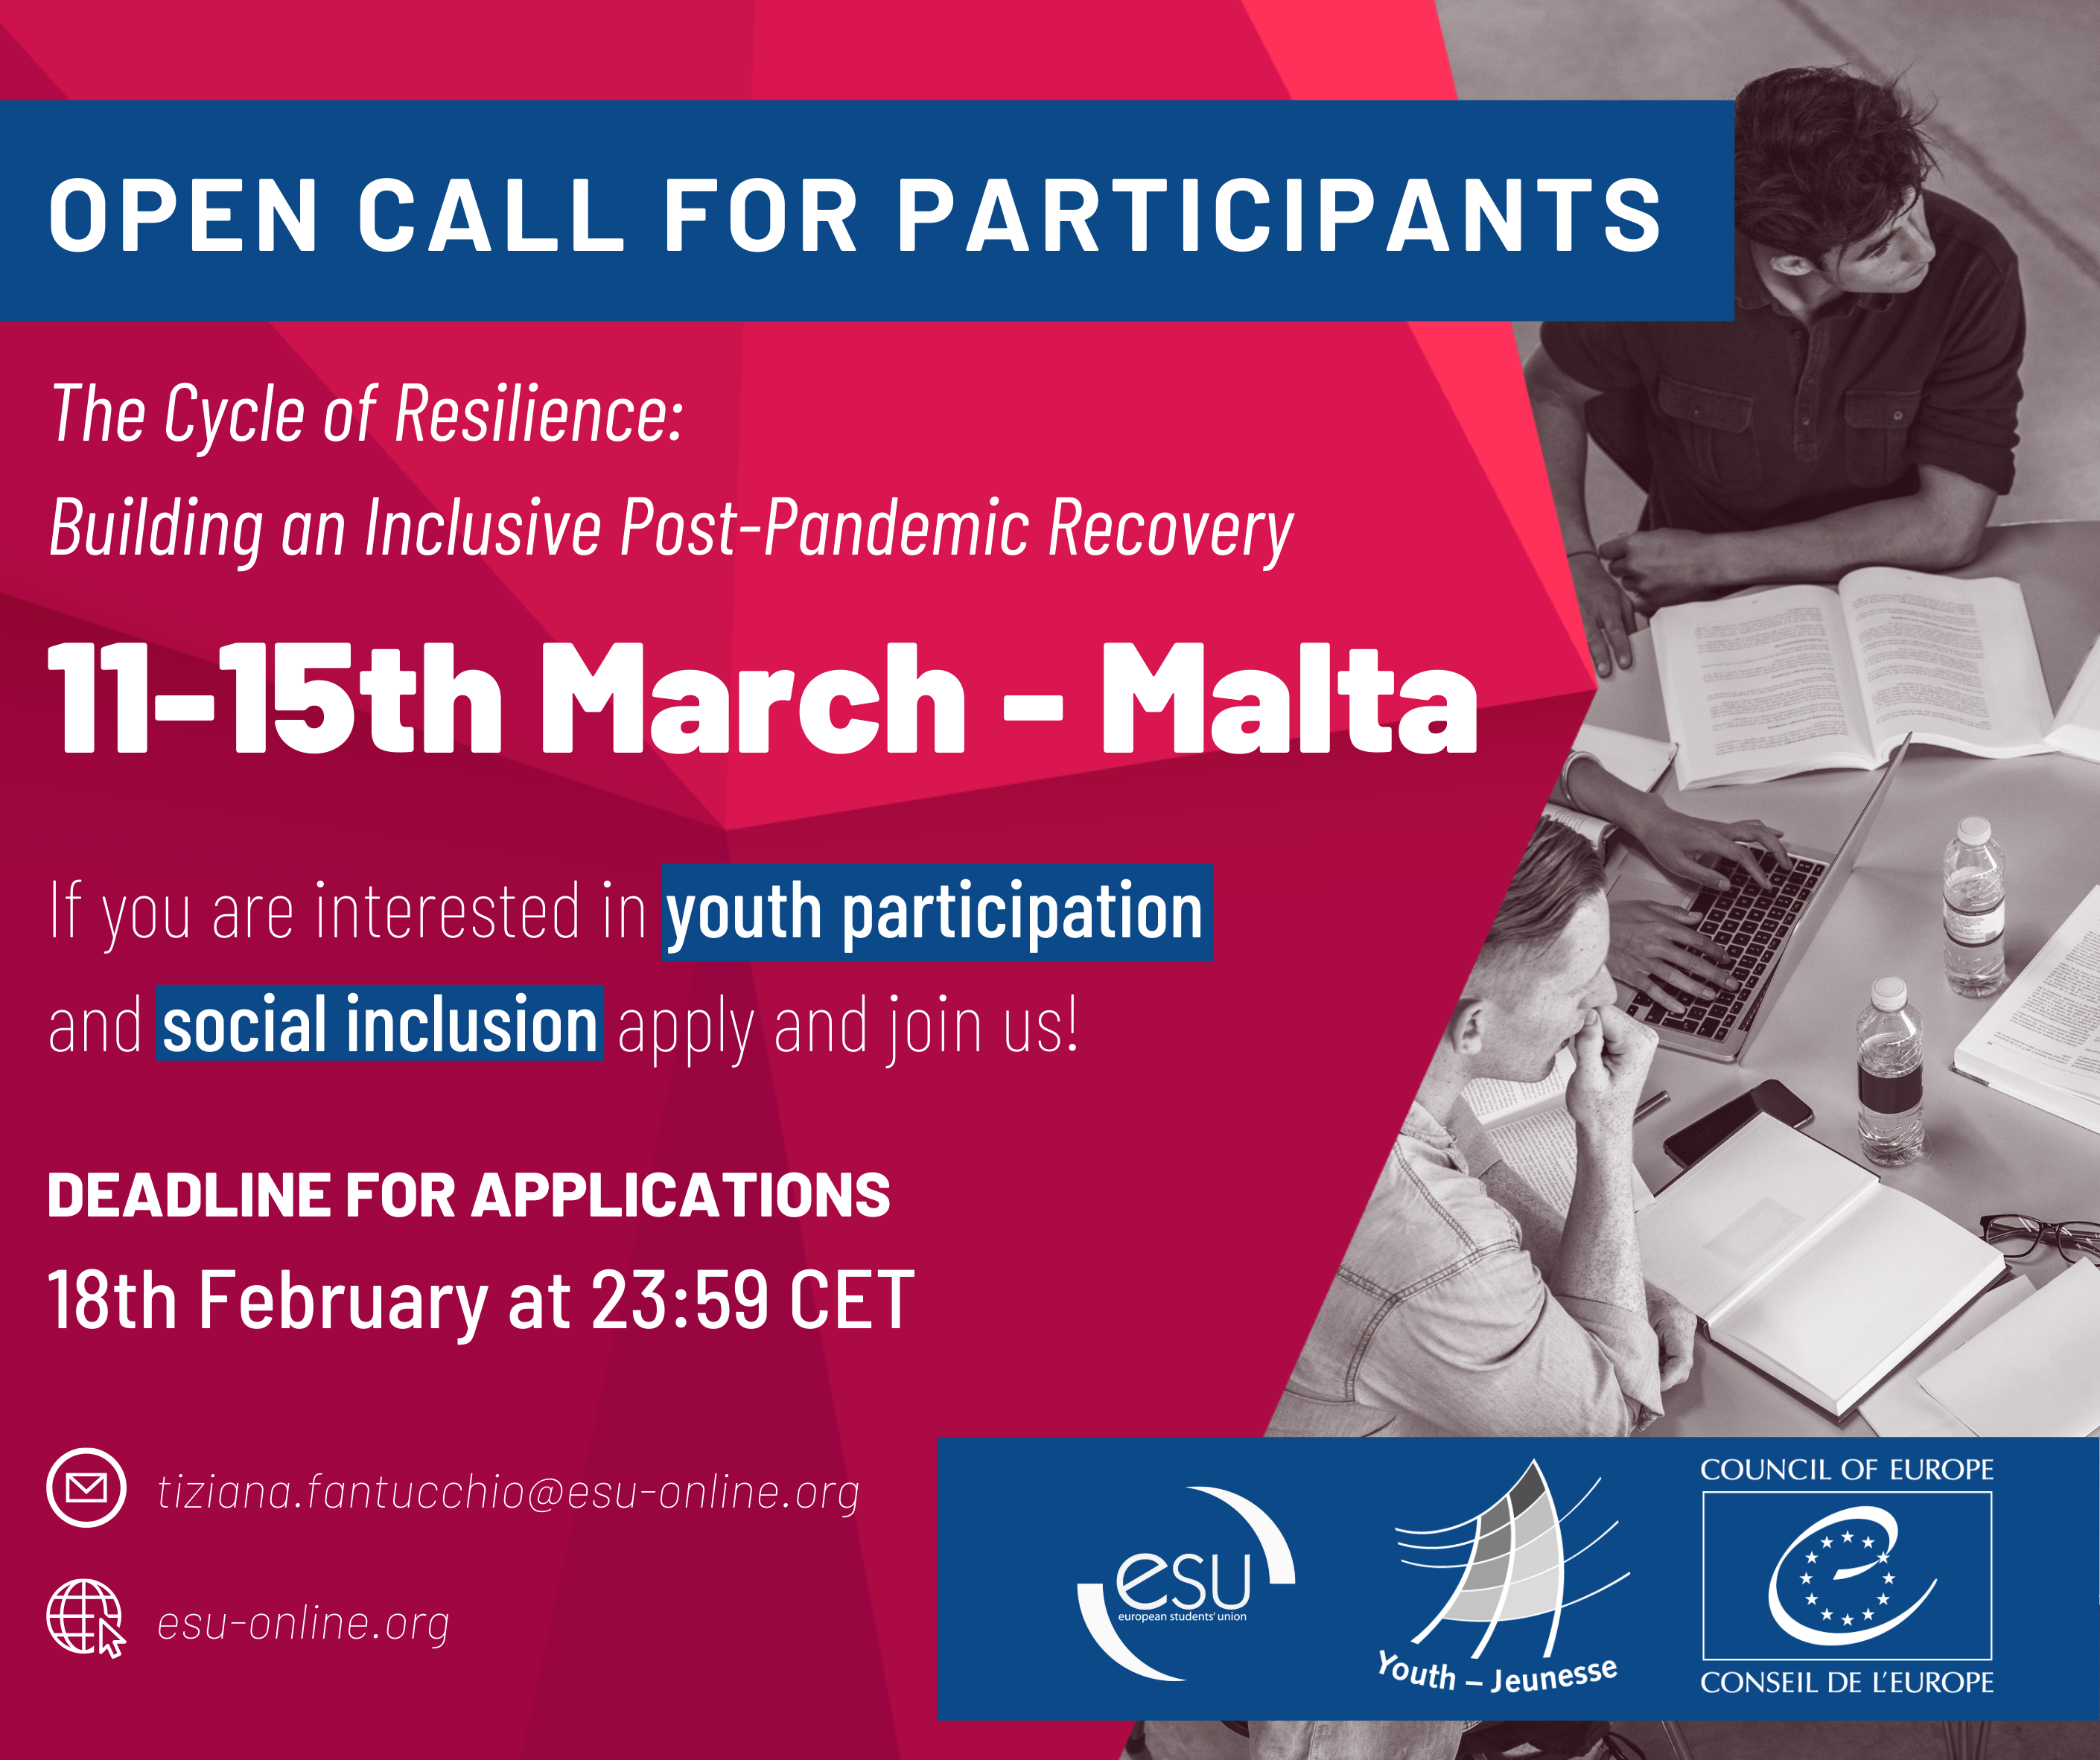 OPEN CALL FOR PARTICIPANTS
The Cycle of Resilience:
Building an Inclusive Post-Pandemic Recovery
11-15th March - Malta
If you are interested in youth participation
and social inclusion apply and join us!
DEADLINE FOR APPLICATIONS
18th February at 23:59 CET
tiziana.fantucchio@esu-online.org
esu-online.org
esu
european students' union
Youth – Jeunesse
COUNCIL OF EUROPE
CONSEIL DE L'EUROPE